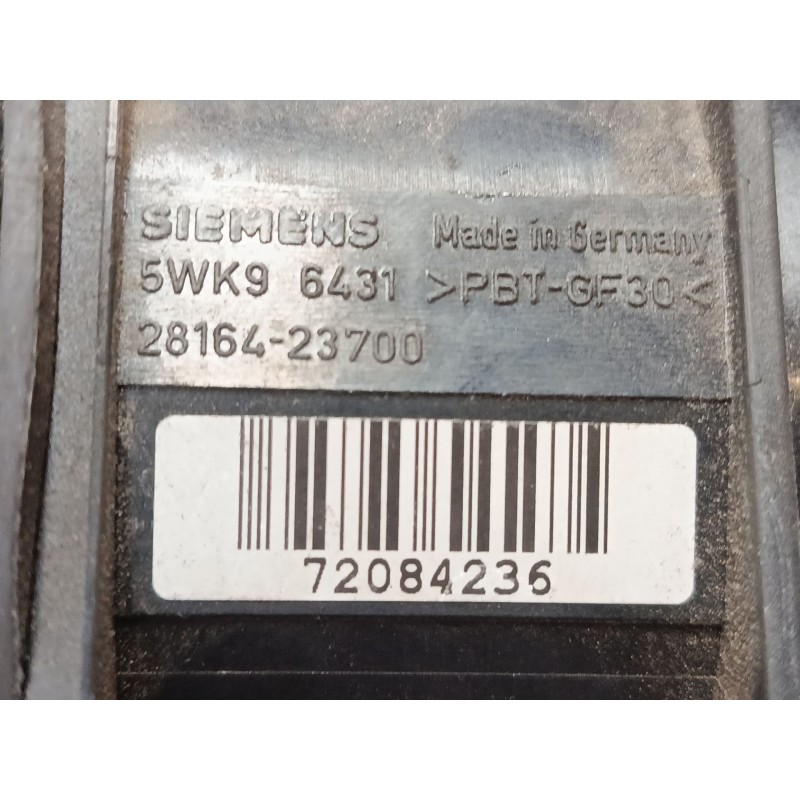 SIEMENS Made in Germany
5WK9 6431 >PBT-GF30<
28164-23700
72084236